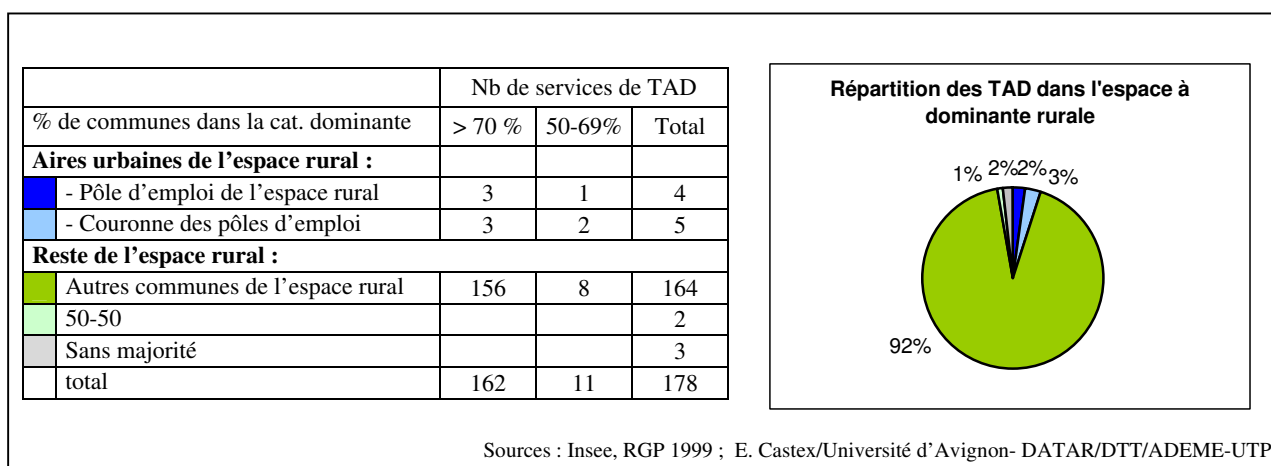 Nb de services de TAD
% de communes dans la cat. dominante > 70 % 50-69% Total
Aires urbaines de l'espace rural :
- Pôle d'emploi de l'espace rural 3 1 4
- Couronne des pôles d'emploi 3 2 5
Reste de l'espace rural :
Autres communes de l'espace rural 156 8 164
50-50 2
Sans majorité 3
total 162 11 178
Répartition des TAD dans l'espace à
dominante rurale
1% 2% 2% 3%
92%
Sources : Insee, RGP 1999 ; E. Castex/Université d'Avignon- DATAR/DTT/ADEME-UTP